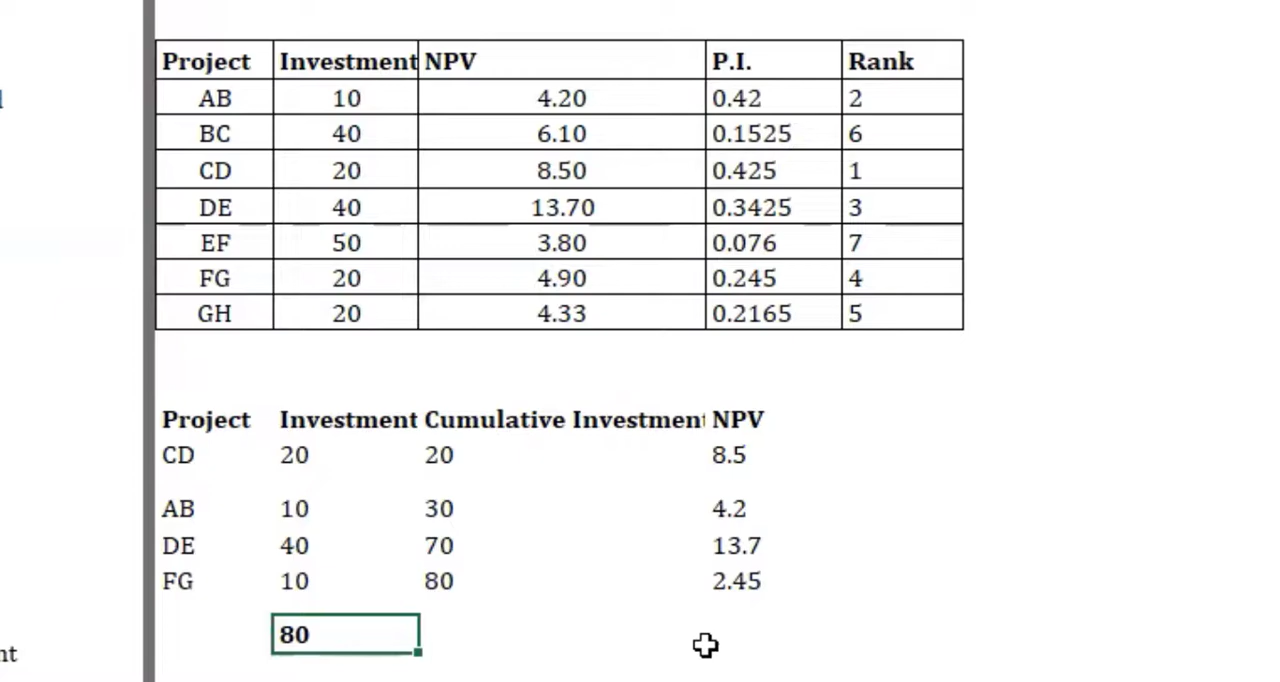 Project Investment NPV P.I. Rank
AB 10 4.20 0.42 2
BC 40 6.10 0.1525 6
CD 20 8.50 0.425 1
DE 40 13.70 0.3425 3
EF 50 3.80 0.076 7
FG 20 4.90 0.245 4
GH 20 4.33 0.2165 5
Project Investment Cumulative Investment NPV
CD 20 20 8.5
AB 10 30 4.2
DE 40 70 13.7
FG 10 80 2.45
80